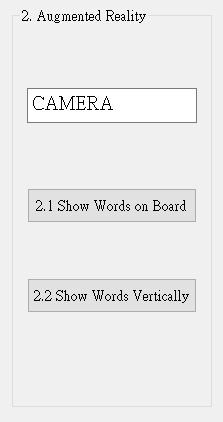 2. Augmented Reality
CAMERA
2.1 Show Words on Board
2.2 Show Words Vertically